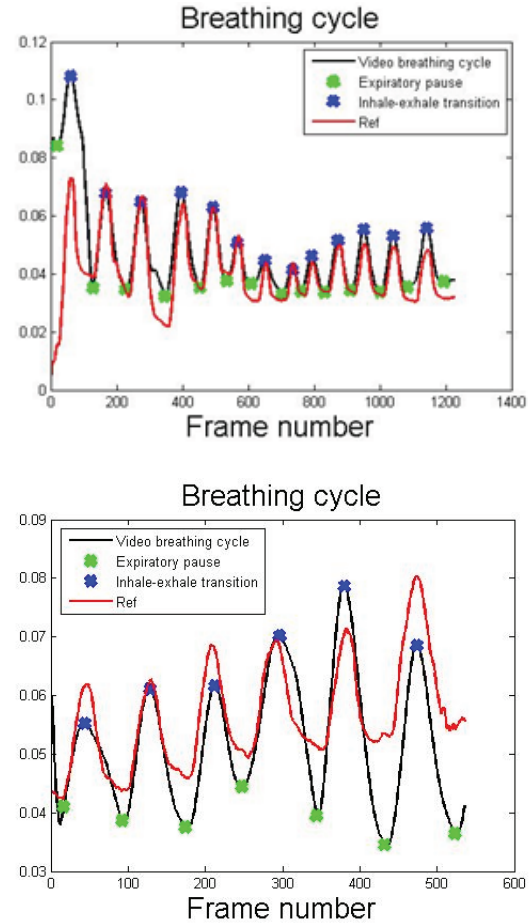 Breathing cycle
0.12
0.1
0.08
0.06
0.04
0.02
0
Video breathing cycle
Expiratory pause
Inhale-exhale transition
Ref
0 200 400 600 800 1000 1200 1400
Frame number
Breathing cycle
0.09
0.08
0.07
0.06
0.05
0.04
0.03
Video breathing cycle
Expiratory pause
Inhale-exhale transition
Ref
0 100 200 300 400 500 600
Frame number